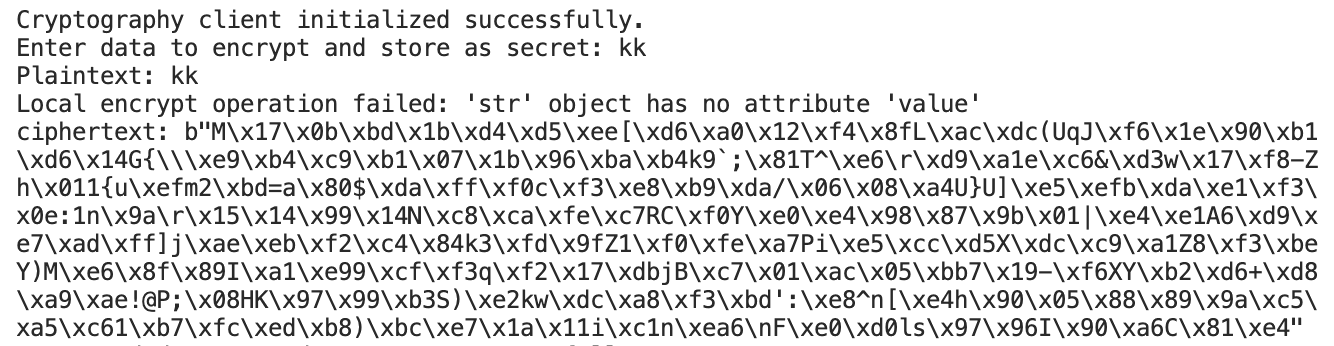 Cryptography client initialized successfully.
Enter data to encrypt and store as secret: kk
Plaintext: kk
Local encrypt operation failed: 'str' object has no attribute 'value'
ciphertext: b"M\x17\x0b\xbd\x1b\xd4\xd5\xee[\xd6\xa0\x12\xf4\x8fL\xac\xdc(UqJ\xf6\x1e\x90\xb1
\xd6\x14G{\\\xe9\xb4\xc9\xb1\x07\x1b\x96\xba\xb4k9`;\x81T^\xe6\r\xd9\xa1e\xc6&\xd3w\x17\xf8–Z
h\x011{u\xefm2\xbd=a\x80$\xda\xff\xf0c\xf3\xe8\xb9\xda/\x06\x08\xa4U}U]\xe5\xefb\xda\xe1\xf3\
x0e:1n\x9a\r\x15\x14\x99\x14N\xc8\xca\xfe\xc7RC\xf0Y\xe0\xe4\x98\x87\x9b\x01|\xe4\xe1A6\xd9\x
e7\xad\xff]j\xae\xeb\xf2\xc4\x84k3\xfd\x9fZ1\xf0\xfe\xa7Pi\xe5\xcc\xd5X\xdc\xc9\xa1Z8\xf3\xbe
Y)M\xe6\x8f\x89I\xa1\xe99\xcf\xf3q\xf2\x17\xdbjB\xc7\x01\xac\x05\xbb7\x19–\xf6XY\xb2\xd6+\xd8
\xa9\xae!@P;\x08HK\x97\x99\xb3S)\xe2kw\xdc\xa8\xf3\xbd':\xe8^n[\xe4h\x90\x05\x88\x89\x9a\xc5\
xa5\xc61\xb7\xfc\xed\xb8)\xbc\xe7\x1a\x11i\xc1n\xea6\nF\xe0\xd0ls\x97\x96I\x90\xa6C\x81\xe4"